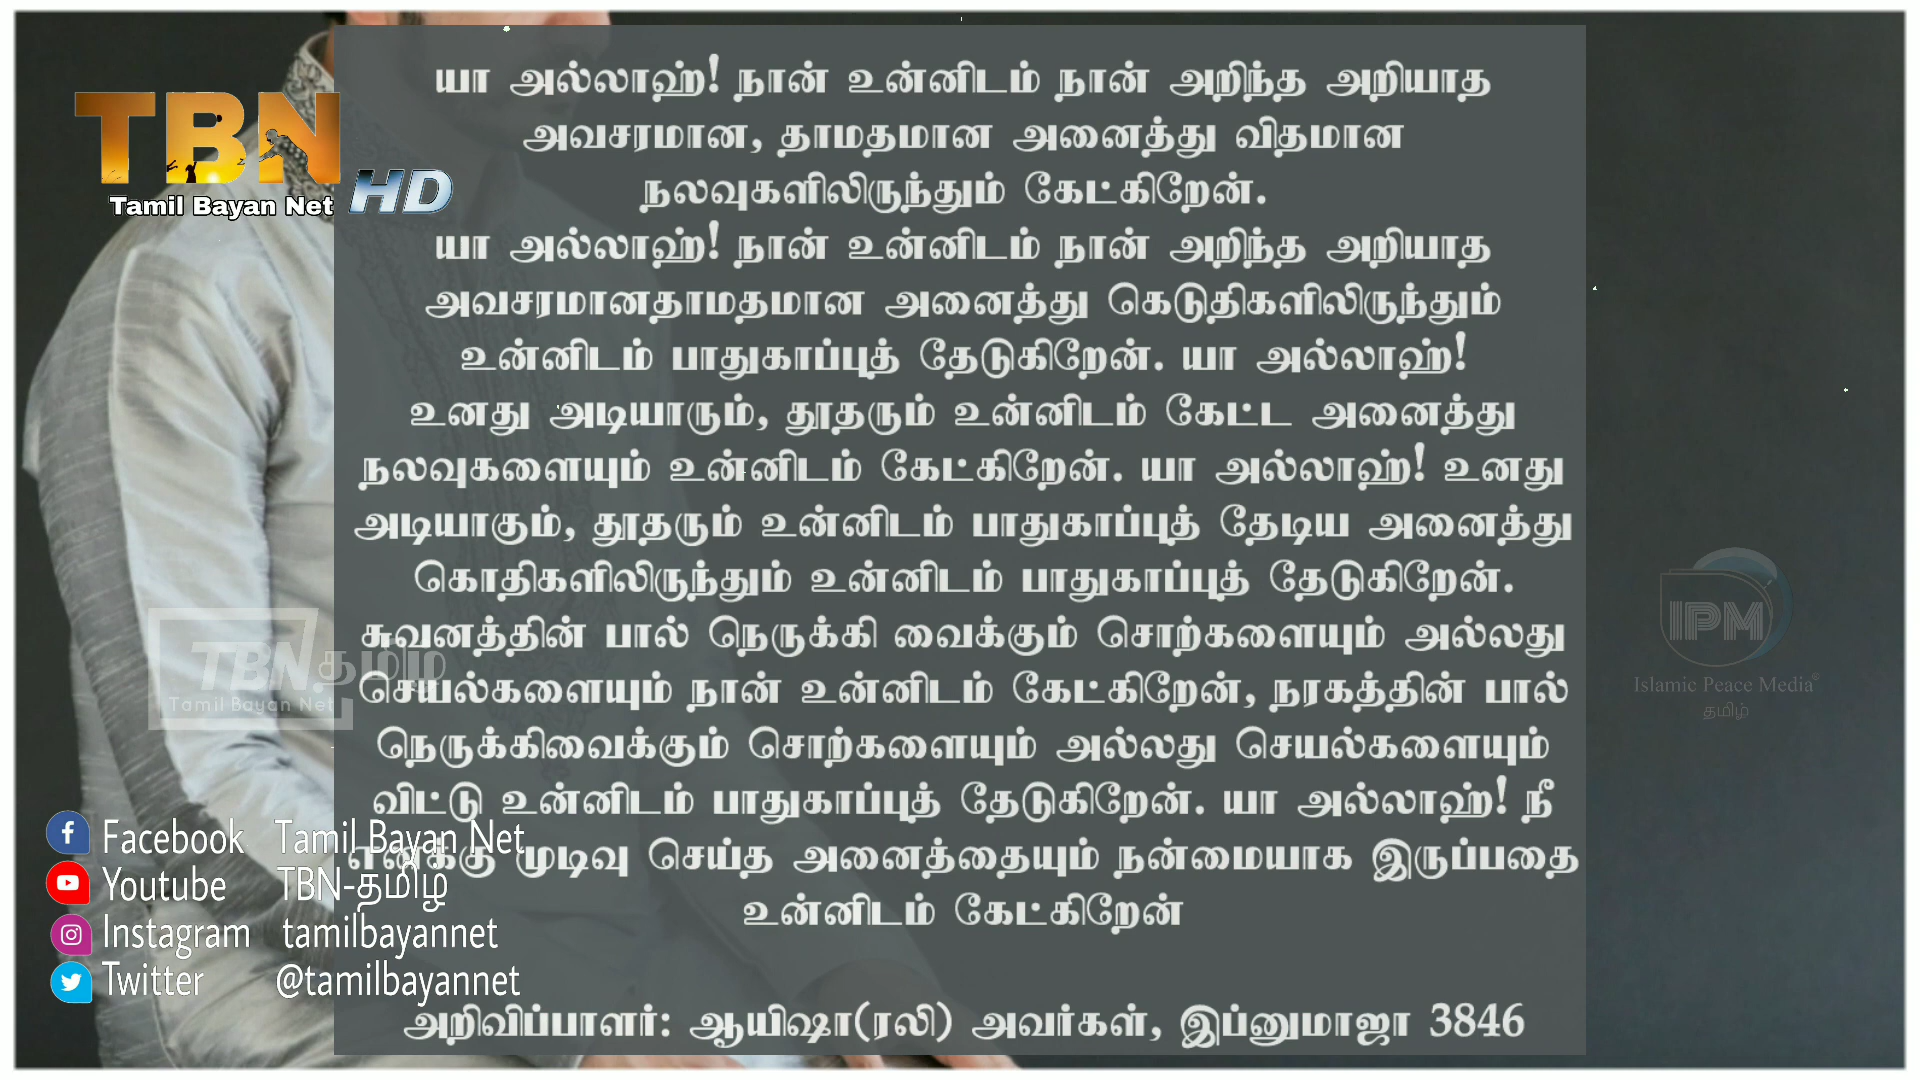 யா அல்லாஹ்! நான் உன்னிடம் நான் அறிந்த அறியாத
அவசரமான, தாமதமான அனைத்து விதமான
நலவுகளிலிருந்தும் கேட்கிறேன்.
யா அல்லாஹ்! நான் உன்னிடம் நான் அறிந்த அறியாத
அவசரமானதாமதமான அனைத்து கெடுதிகளிலிருந்தும்
உன்னிடம் பாதுகாப்புத் தேடுகிறேன். யா அல்லாஹ்!
உனது அடியாரும், தூதரும் உன்னிடம் கேட்ட அனைத்து
நலவுகளையும் உன்னிடம் கேட்கிறேன். யா அல்லாஹ்! உனது
அடியாகும், தூதரும் உன்னிடம் பாதுகாப்புத் தேடிய அனைத்து
கொதிகளிலிருந்தும் உன்னிடம் பாதுகாப்புத் தேடுகிறேன்.
சுவனத்தின் பால் நெருக்கி வைக்கும் சொற்களையும் அல்லது
செயல்களையும் நான் உன்னிடம் கேட்கிறேன், நரகத்தின் பால்
நெருக்கிவைக்கும் சொற்களையும் அல்லது செயல்களையும்
விட்டு உன்னிடம் பாதுகாப்புத் தேடுகிறேன். யா அல்லாஹ்! நீ
எனக்கு முடிவு செய்த அனைத்தையும் நன்மையாக இருப்பதை
உன்னிடம் கேட்கிறேன்
அறிவிப்பாளர்: ஆயிஷா(ரலி) அவர்கள், இப்னுமாஜா 3846
TBN HD
Tamil Bayan Net
TBN தமிழ்
Tamil Bayan Net
IPM
Islamic Peace Media©
தமிழ்
Facebook Tamil Bayan Net
Youtube TBN-தமிழ்
Instagram tamilbayannet
Twitter @tamilbayannet